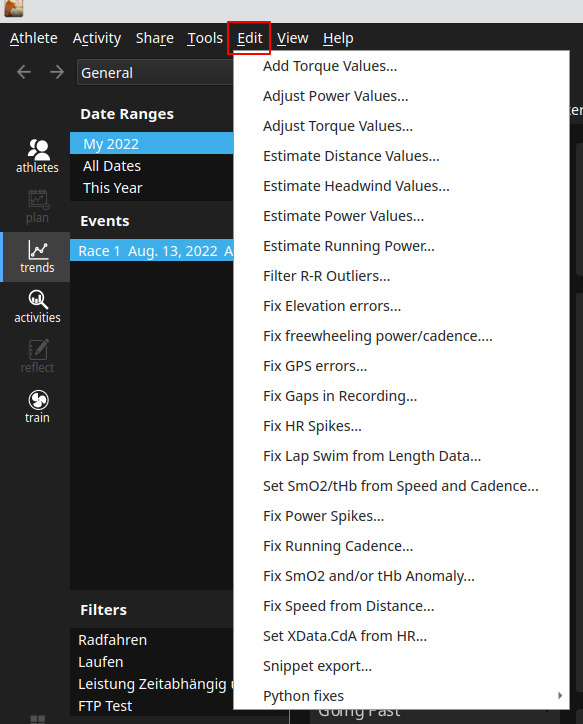 Athlete Activity Share Tools Edit View Help
General
Date Ranges
My 2022
All Dates
This Year
Events
Race 1 Aug. 13, 2022 A
athletes
plan
trends
activities
reflect
train
Filters
Radfahren
Laufen
Leistung Zeitabhängig
FTP Test
Add Torque Values...
Adjust Power Values...
Adjust Torque Values...
Estimate Distance Values...
Estimate Headwind Values...
Estimate Power Values...
Estimate Running Power...
Filter R-R Outliers...
Fix Elevation errors...
Fix freewheeling power/cadence....
Fix GPS errors...
Fix Gaps in Recording...
Fix HR Spikes...
Fix Lap Swim from Length Data...
Set SmO2/tHb from Speed and Cadence...
Fix Power Spikes...
Fix Running Cadence...
Fix SmO2 and/or tHb Anomaly...
Fix Speed from Distance...
Set XData.CdA from HR...
Snippet export...
Python fixes
Going Fast